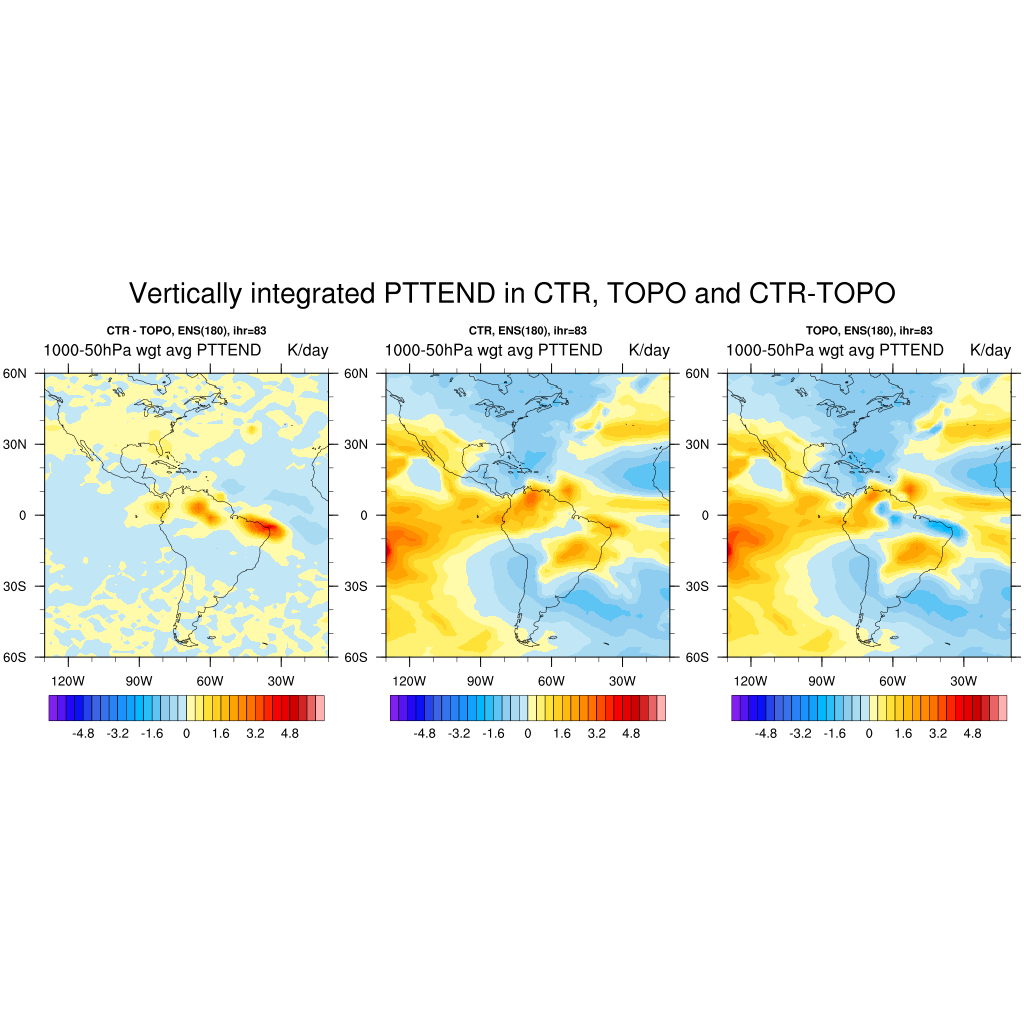 Vertically integrated PTTEND in CTR, TOPO and CTR-TOPO
CTR - TOPO, ENS(180), ihr=83
1000-50hPa wgt avg PTTEND K/day
60N
30N
0
30S
60S
120W 90W 60W 30W
-4.8 -3.2 -1.6 0 1.6 3.2 4.8
CTR, ENS(180), ihr=83
1000-50hPa wgt avg PTTEND K/day
60N
30N
0
30S
60S
120W 90W 60W 30W
-4.8 -3.2 -1.6 0 1.6 3.2 4.8
TOPO, ENS(180), ihr=83
1000-50hPa wgt avg PTTEND K/day
60N
30N
0
30S
60S
120W 90W 60W 30W
-4.8 -3.2 -1.6 0 1.6 3.2 4.8